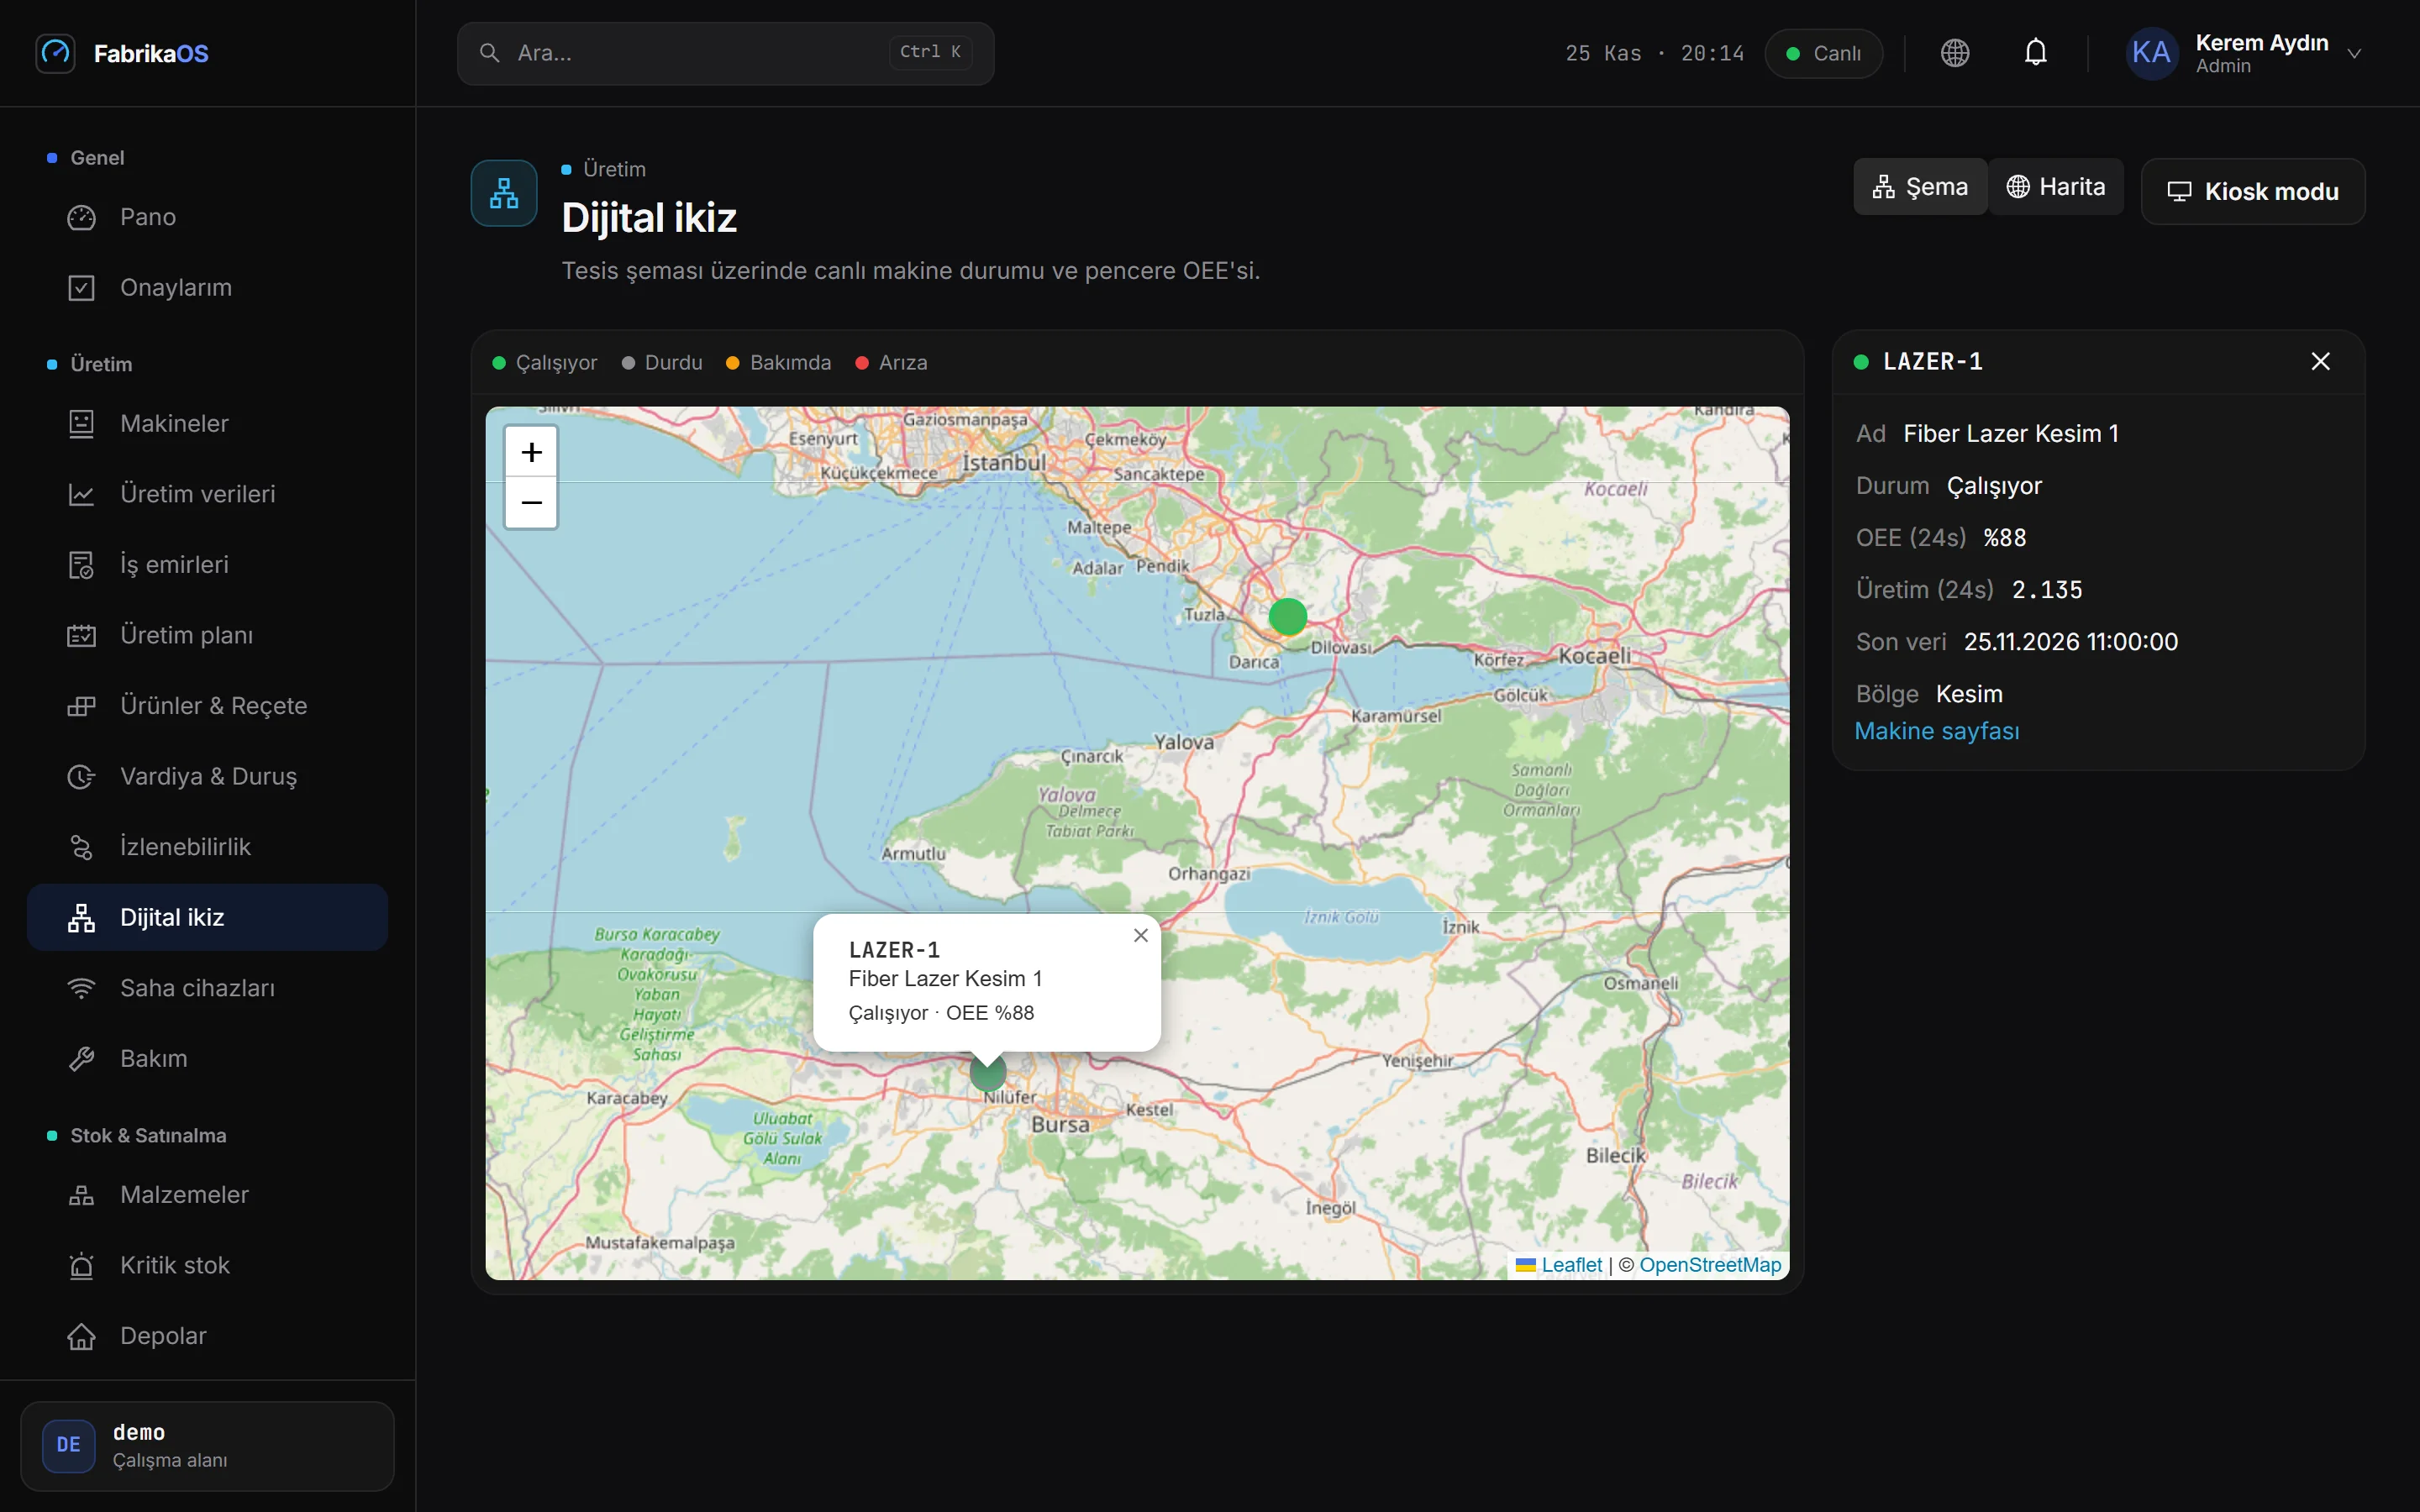 FabrikaOS
Ara...
Ctrl K
25 Kas · 20:14
Canlı
KA
Kerem Aydın
Admin
Genel
Pano
Onaylarım
Üretim
Makineler
Üretim verileri
İş emirleri
Üretim planı
Ürünler & Reçete
Vardiya & Duruş
İzlenebilirlik
Dijital ikiz
Saha cihazları
Bakım
Stok & Satınalma
Malzemeler
Kritik stok
Depolar
DE
demo
Çalışma alanı
Üretim
Dijital ikiz
Tesis şeması üzerinde canlı makine durumu ve pencere OEE'si.
Şema
Harita
Kiosk modu
Çalışıyor
Durdu
Bakımda
Arıza
+
−
Silivri
Gaziosmanpaşa
Kandıra
Esenyurt
Çekmeköy
İstanbul
Küçükçekmece
Sancaktepe
Kocaeli
Maltepe
Adalar
Pendik
Tuzla
Dilovası
Darıca
Körfez
Kocaeli
Gölcük
Karamürsel
Yalova
Çınarcık
Samanlı
Dağları
Ormanları
Yalova
Delmece
Tabiat Parkı
Armutlu
Orhangazi
İznik Gölü
İznik
Bursa Karacabey
Karadağı-
Ovakorusu
Yaban
Hayatı
Geliştirme
Sahası
LAZER-1
Fiber Lazer Kesim 1
Çalışıyor · OEE %88
Osmaneli
Yenişehir
Karacabey
Nilüfer
Kestel
Bursa
Uluabat
Gölü Sulak
Alanı
Bilecik
Bilecik
İnegöl
Mustafakemalpaşa
Leaflet | © OpenStreetMap
LAZER-1
Ad Fiber Lazer Kesim 1
Durum Çalışıyor
OEE (24s) %88
Üretim (24s) 2.135
Son veri 25.11.2026 11:00:00
Bölge Kesim
Makine sayfası